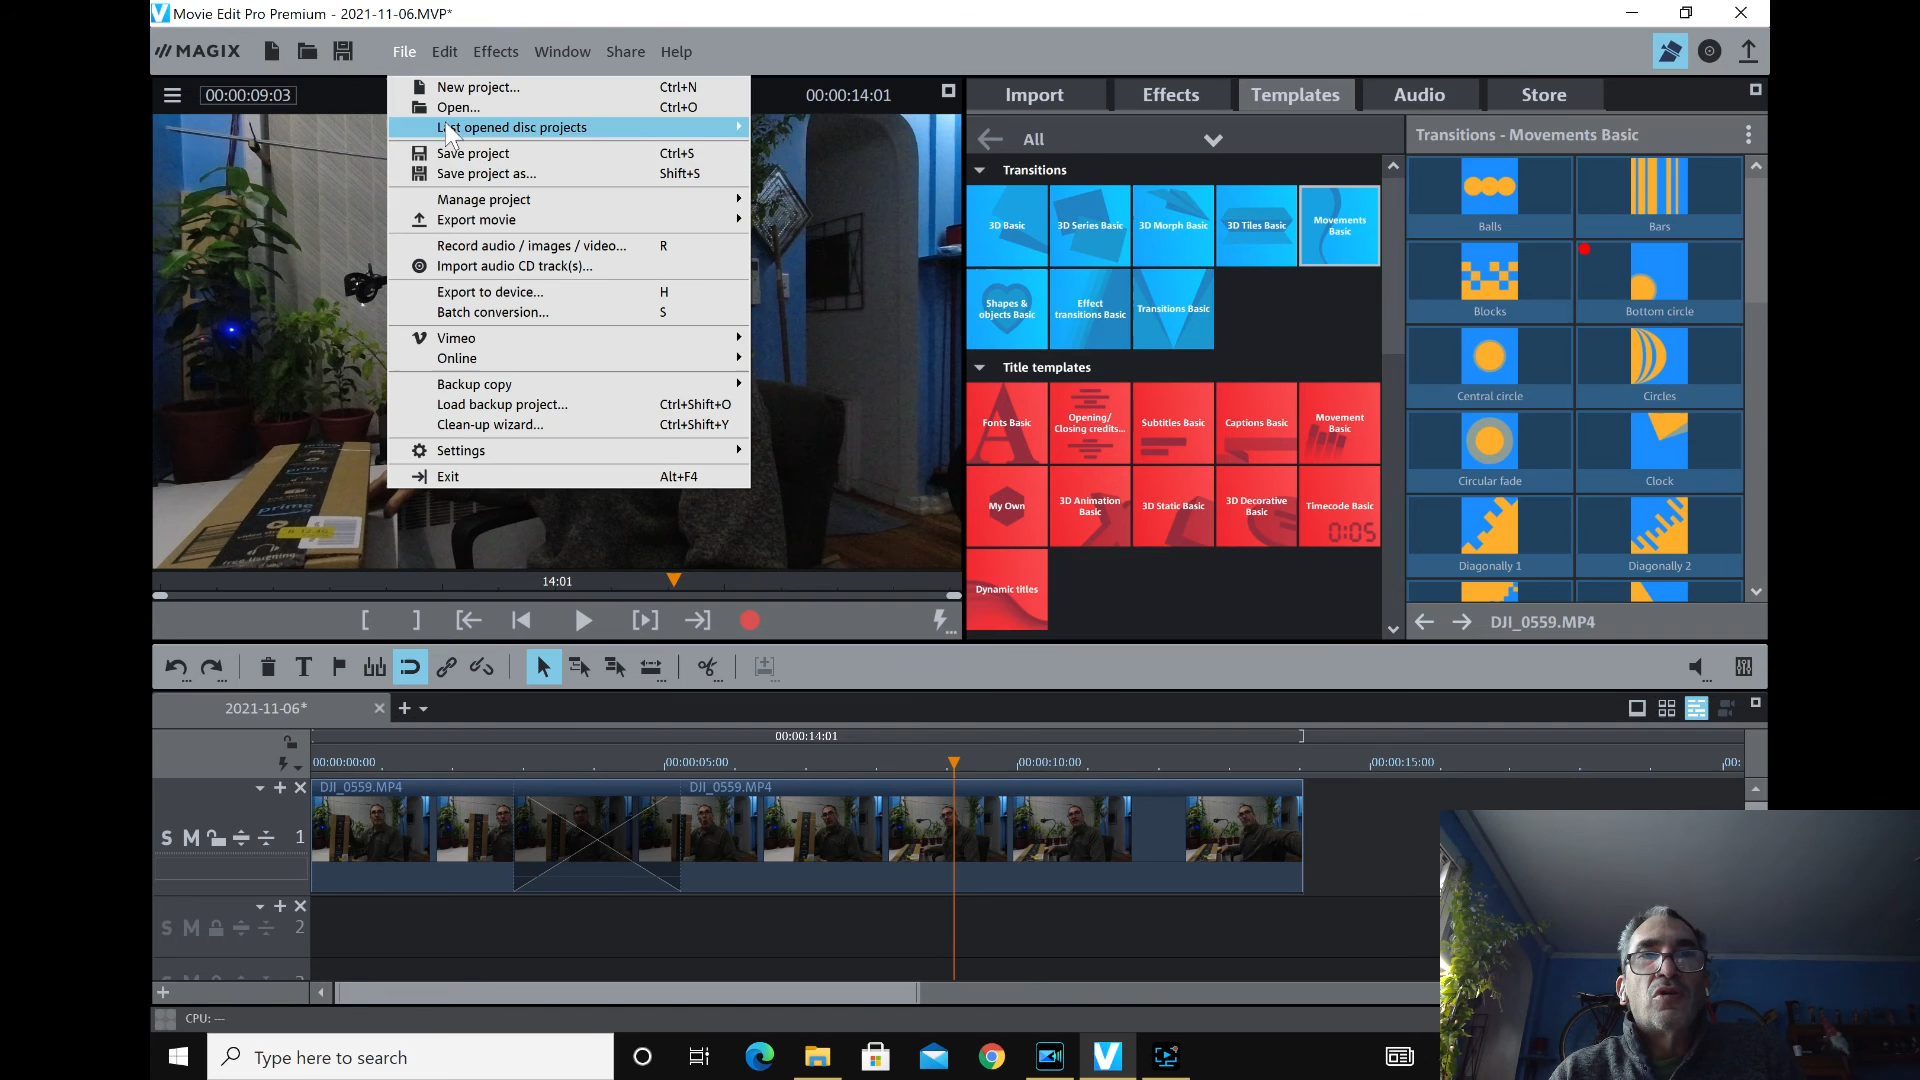 Movie Edit Pro Premium - 2021-11-06.MVP*
MAGIX File Edit Effects Window Share Help
00:00:09:03
00:00:14:01
New project... Ctrl+N
Open... Ctrl+O
Last opened disc projects
Save project Ctrl+S
Save project as... Shift+S
Manage project
Export movie
Record audio / images / video... R
Import audio CD track(s)...
Export to device... H
Batch conversion... S
Vimeo
Online
Backup copy
Load backup project... Ctrl+Shift+O
Clean-up wizard... Ctrl+Shift+Y
Settings
Exit Alt+F4
prime
14:01
Import Effects Templates Audio Store
All
Transitions
3D Basic 3D Series Basic 3D Morph Basic 3D Tiles Basic Movements Basic
Shapes & objects Basic Effect transitions Basic Transitions Basic
Title templates
Fonts Basic Opening/ Closing credits... Subtitles Basic Captions Basic Movement Basic
My Own 3D Animation Basic 3D Static Basic 3D Decorative Basic Timecode Basic
0:05
Dynamic titles
Transitions - Movements Basic
Balls Bars
Blocks Bottom circle
Central circle Circles
Circular fade Clock
Diagonally 1 Diagonally 2
DJI_0559.MP4
2021-11-06*
00:00:14:01
00:00:00:00 00:00:05:00 00:00:10:00 00:00:15:00 00:
DJI_0559.MP4 DJI_0559.MP4
S M 1
S M 2
CPU: ---
Type here to search